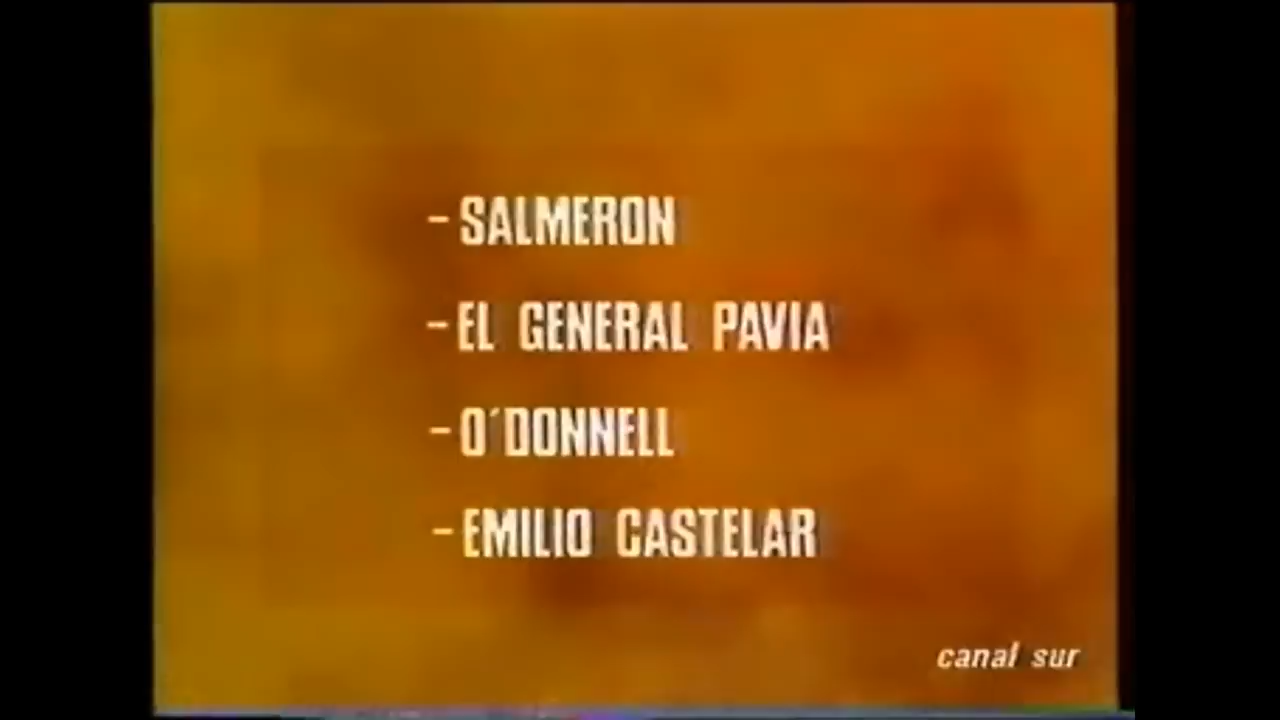 -SALMERON
-EL GENERAL PAVIA
-O´DONNELL
-EMILIO CASTELAR
canal sur